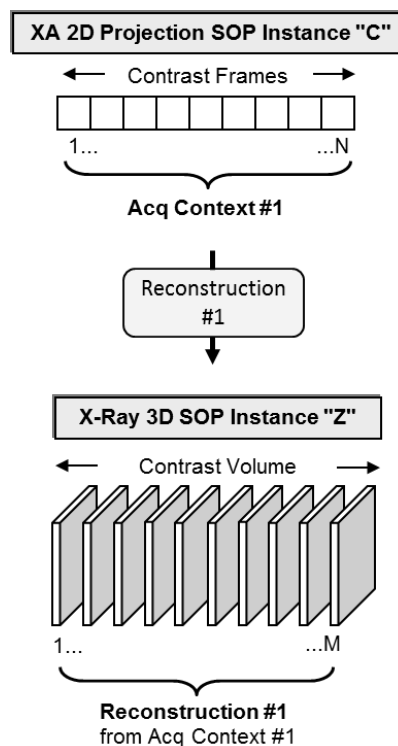 XA 2D Projection SOP Instance "C"
Contrast Frames
1... ...N
Acq Context #1
Reconstruction
#1
X-Ray 3D SOP Instance "Z"
Contrast Volume
1... ...M
Reconstruction #1
from Acq Context #1